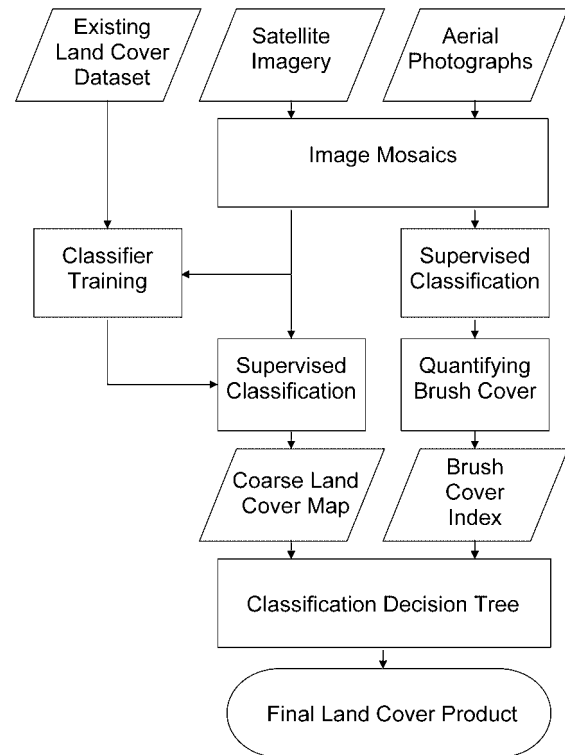 Existing
Land Cover
Dataset
Satellite
Imagery
Aerial
Photographs
Image Mosaics
Classifier
Training
Supervised
Classification
Supervised
Classification
Quantifying
Brush Cover
Coarse Land
Cover Map
Brush
Cover
Index
Classification Decision Tree
Final Land Cover Product